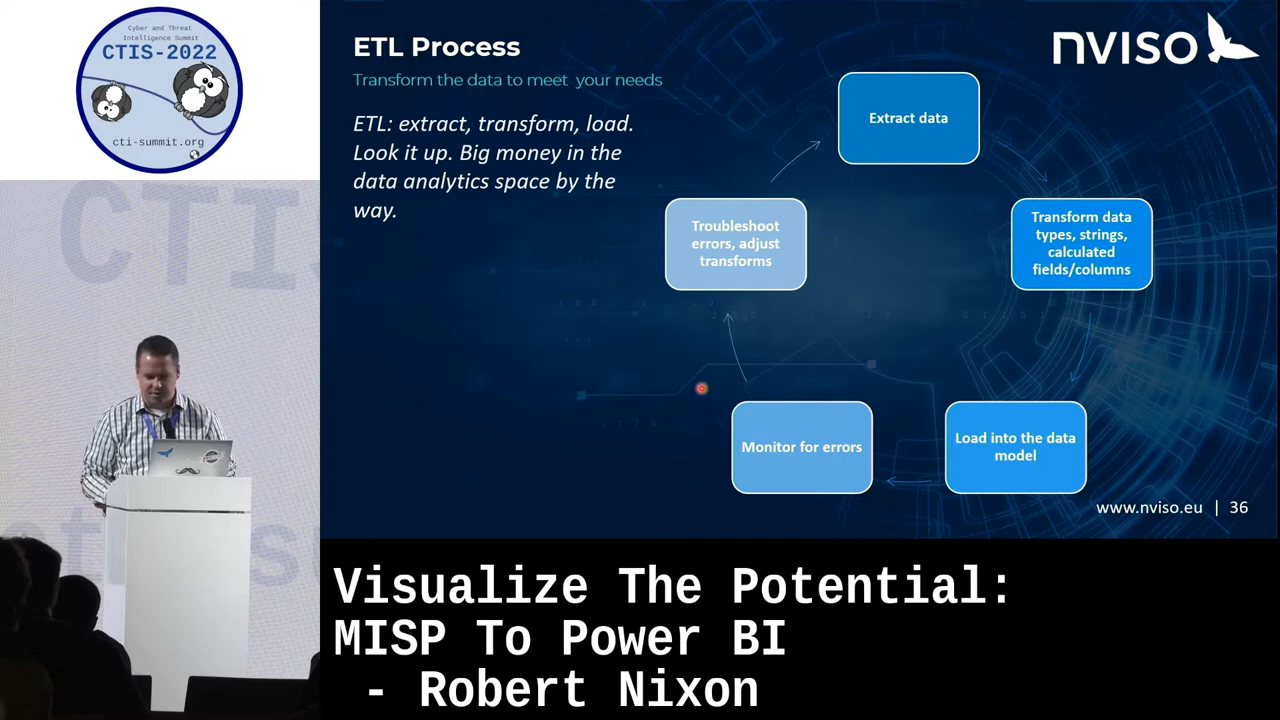 Cyber and Threat
Intelligence Summit
CTIS-2022
cti-summit.org
CTIS
ETL Process
Transform the data to meet your needs
ETL: extract, transform, load.
Look it up. Big money in the
data analytics space by the
way.
nviso
Extract data
Transform data
types, strings,
calculated
fields/columns
Load into the data
model
Monitor for errors
Troubleshoot
errors, adjust
transforms
www.nviso.eu | 36
Visualize The Potential:
MISP To Power BI
- Robert Nixon